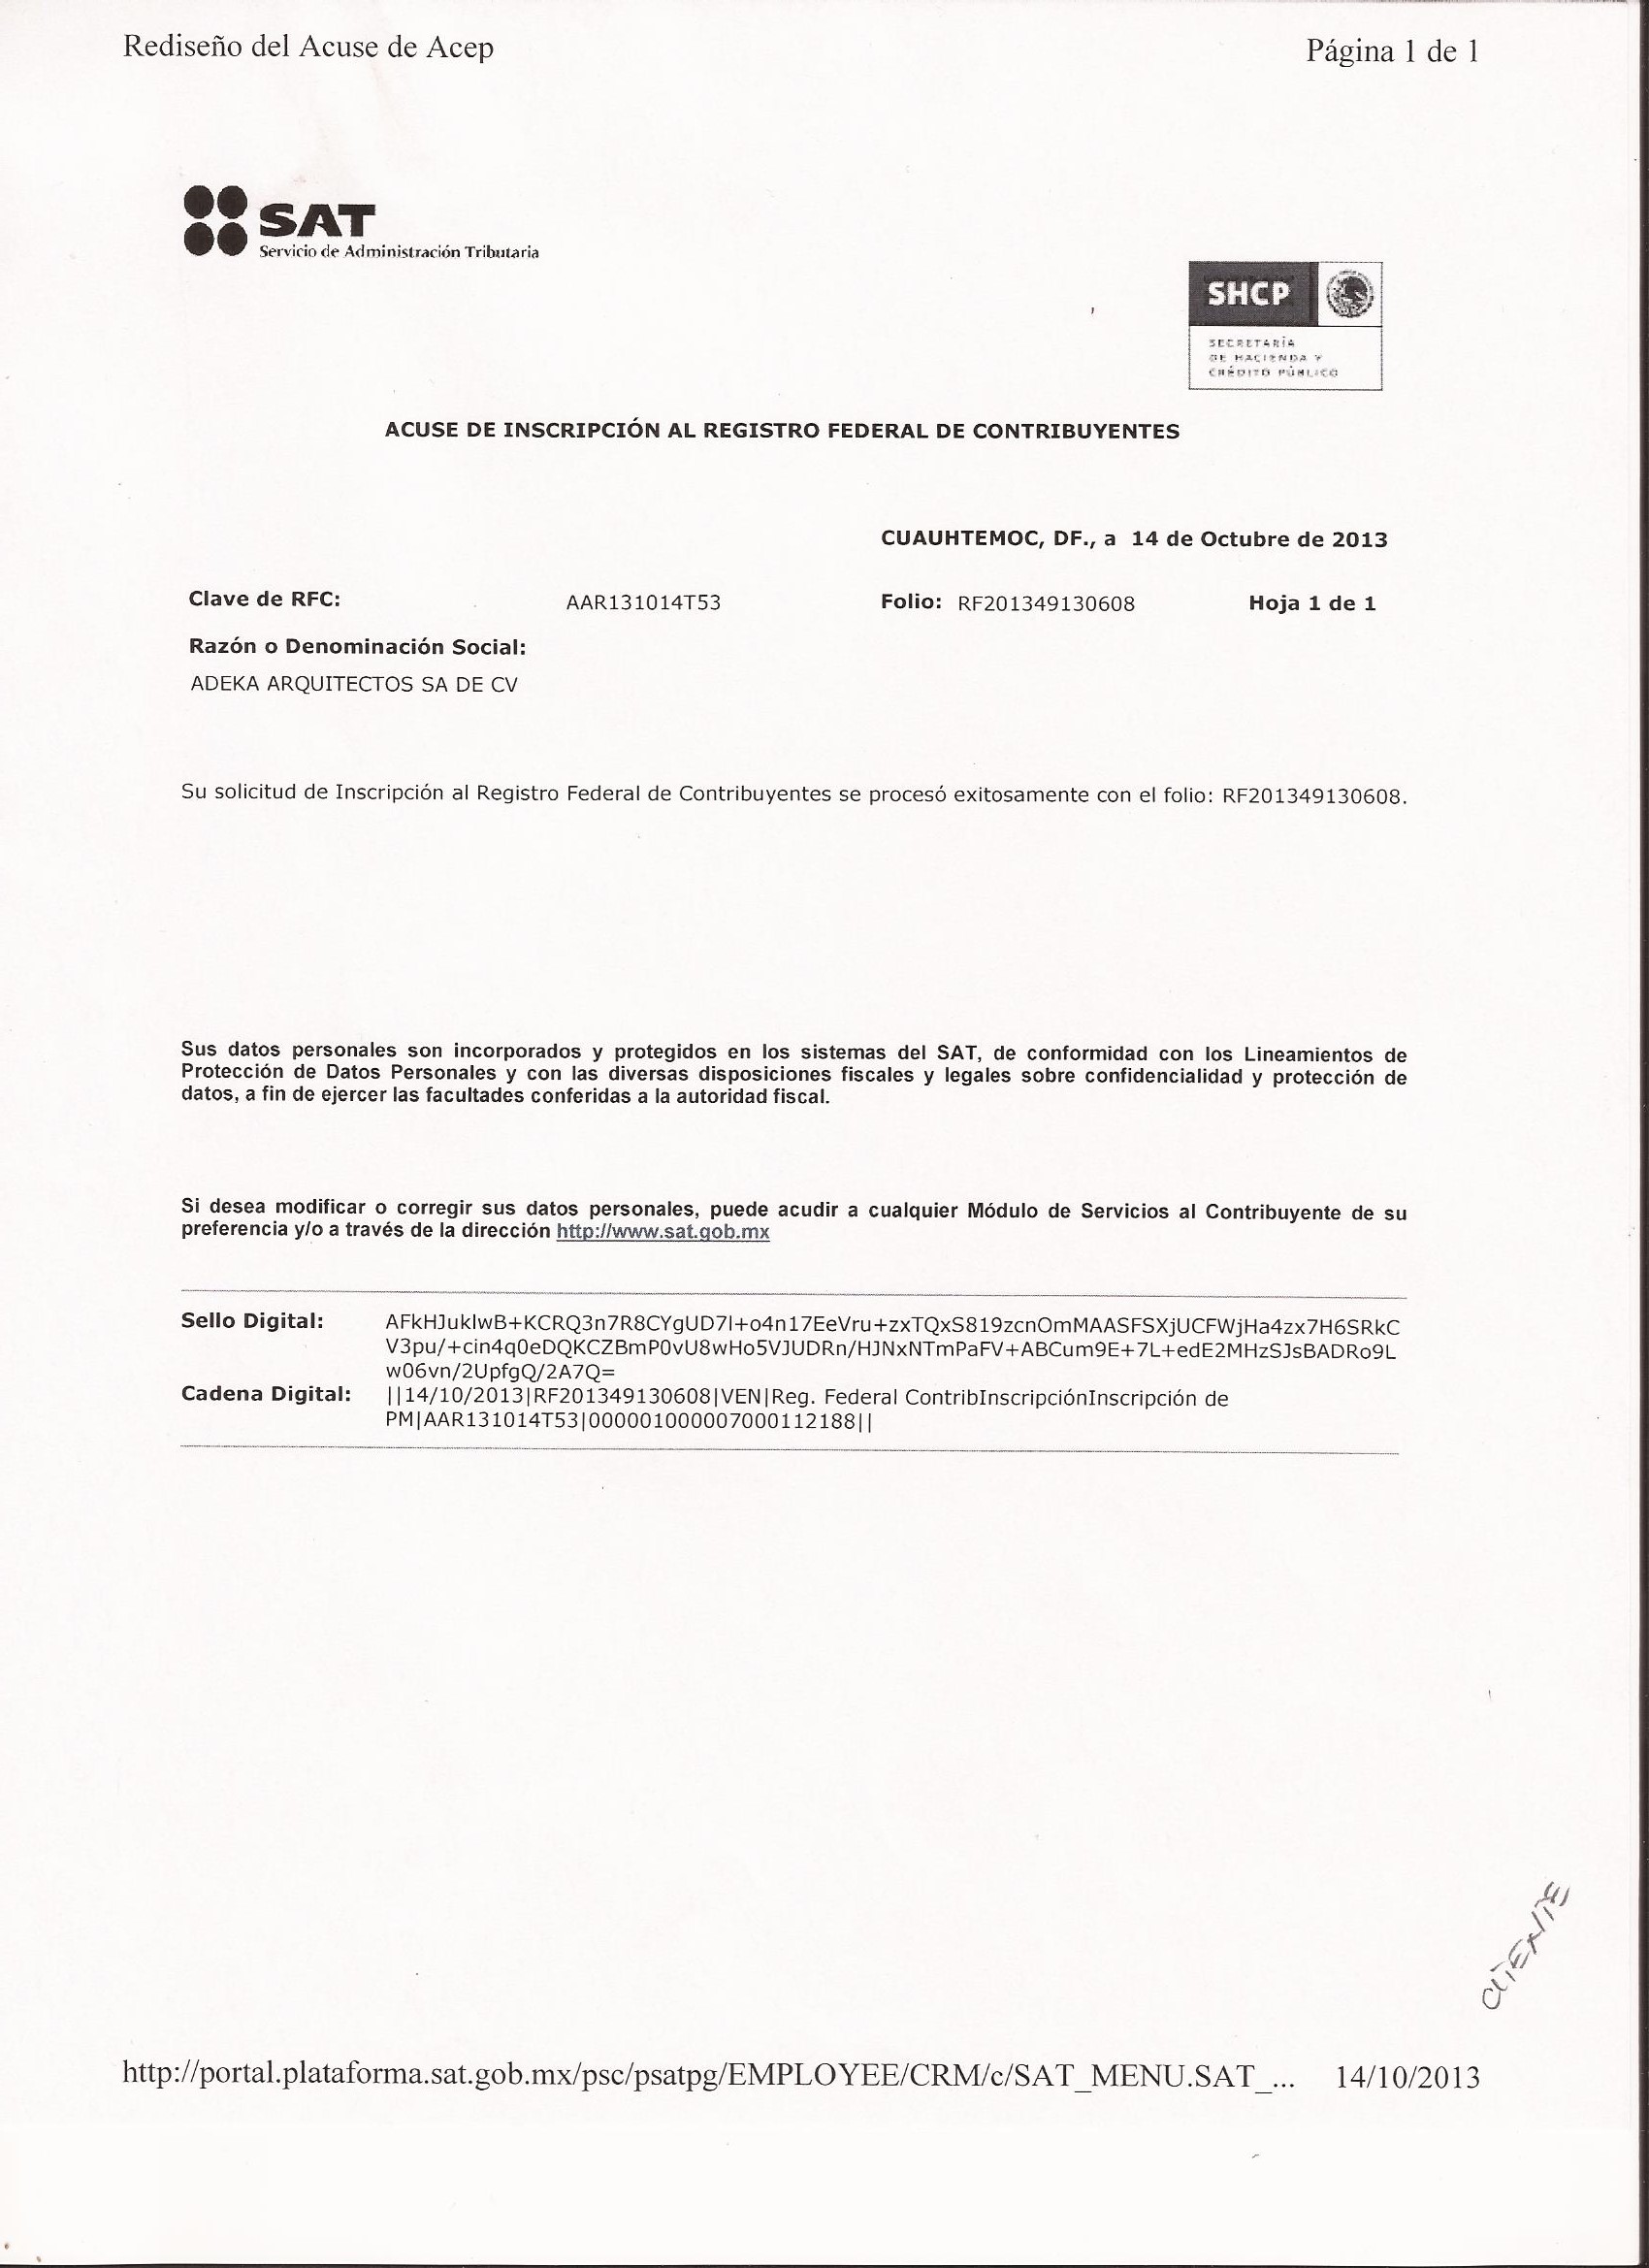 Rediseño del Acuse de Acep Página 1 de 1
SAT
Servicio de Administración Tributaria
SHCP
SECRETARÍA
DE HACIENDA Y
CRÉDITO PÚBLICO
ACUSE DE INSCRIPCIÓN AL REGISTRO FEDERAL DE CONTRIBUYENTES
CUAUHTEMOC, DF., a 14 de Octubre de 2013
Clave de RFC: AAR131014T53 Folio: RF201349130608 Hoja 1 de 1
Razón o Denominación Social:
ADEKA ARQUITECTOS SA DE CV
Su solicitud de Inscripción al Registro Federal de Contribuyentes se procesó exitosamente con el folio: RF201349130608.
Sus datos personales son incorporados y protegidos en los sistemas del SAT, de conformidad con los Lineamientos de
Protección de Datos Personales y con las diversas disposiciones fiscales y legales sobre confidencialidad y protección de
datos, a fin de ejercer las facultades conferidas a la autoridad fiscal.
Si desea modificar o corregir sus datos personales, puede acudir a cualquier Módulo de Servicios al Contribuyente de su
preferencia y/o a través de la dirección http://www.sat.gob.mx
Sello Digital: AFkHJuklwB+KCRQ3n7R8CYgUD7I+o4n17EeVru+zxTQxS819zcnOmMAASFSXjUCFWjHa4zx7H6SRkC
V3pu/+cin4q0eDQKCZBmP0vU8wHo5VJUDRn/HJNxNTmPaFV+ABCum9E+7L+edE2MHzSJsBADRo9L
w06vn/2UpfgQ/2A7Q=
Cadena Digital: ||14/10/2013|RF201349130608|VEN|Reg. Federal ContribInscripciónInscripción de
PM|AAR131014T53|000001000007000112188||
CLIENTE
http://portal.plataforma.sat.gob.mx/psc/psatpg/EMPLOYEE/CRM/c/SAT_MENU.SAT_... 14/10/2013